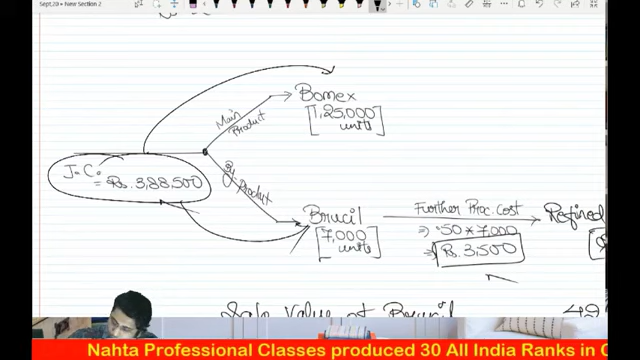 Sept,20 + New Section 2
Bomex
[1,25,000
units]
Main
Product
J.C.
= Rs. 3,88,500
By-Product
Brucil
[7,000
units]
Further Proc. Cost
⇒ .50 * 7,000
⇒ Rs. 3,500
Refined
Sale Value of Brucil
Nahta Professional Classes produced 30 All India Ranks in